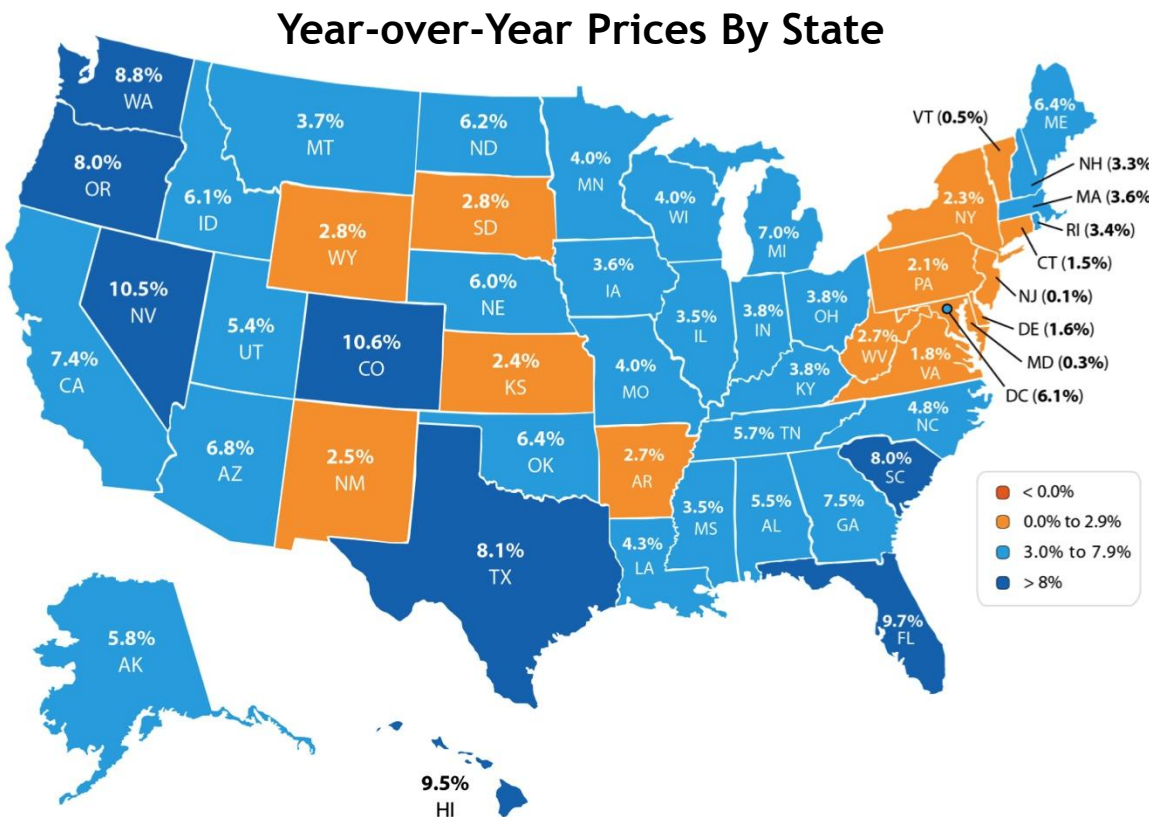 Year-over-Year Prices By State
8.8%
WA
8.0%
OR
6.1%
ID
3.7%
MT
6.2%
ND
4.0%
MN
4.0%
WI
7.0%
MI
VT (0.5%)
6.4%
ME
NH (3.3%
MA (3.6%
RI (3.4%)
CT (1.5%)
NJ (0.1%)
DE (1.6%)
MD (0.3%)
DC (6.1%)
2.3%
NY
2.1%
PA
2.8%
WY
2.8%
SD
6.0%
NE
3.6%
IA
3.5%
IL
3.8%
IN
3.8%
OH
2.7%
WV
1.8%
VA
7.4%
CA
10.5%
NV
5.4%
UT
10.6%
CO
2.4%
KS
4.0%
MO
3.8%
KY
4.8%
NC
5.7% TN
8.0%
SC
6.8%
AZ
2.5%
NM
6.4%
OK
2.7%
AR
3.5%
MS
5.5%
AL
7.5%
GA
8.1%
TX
4.3%
LA
9.7%
FL
< 0.0%
0.0% to 2.9%
3.0% to 7.9%
> 8%
5.8%
AK
9.5%
HI